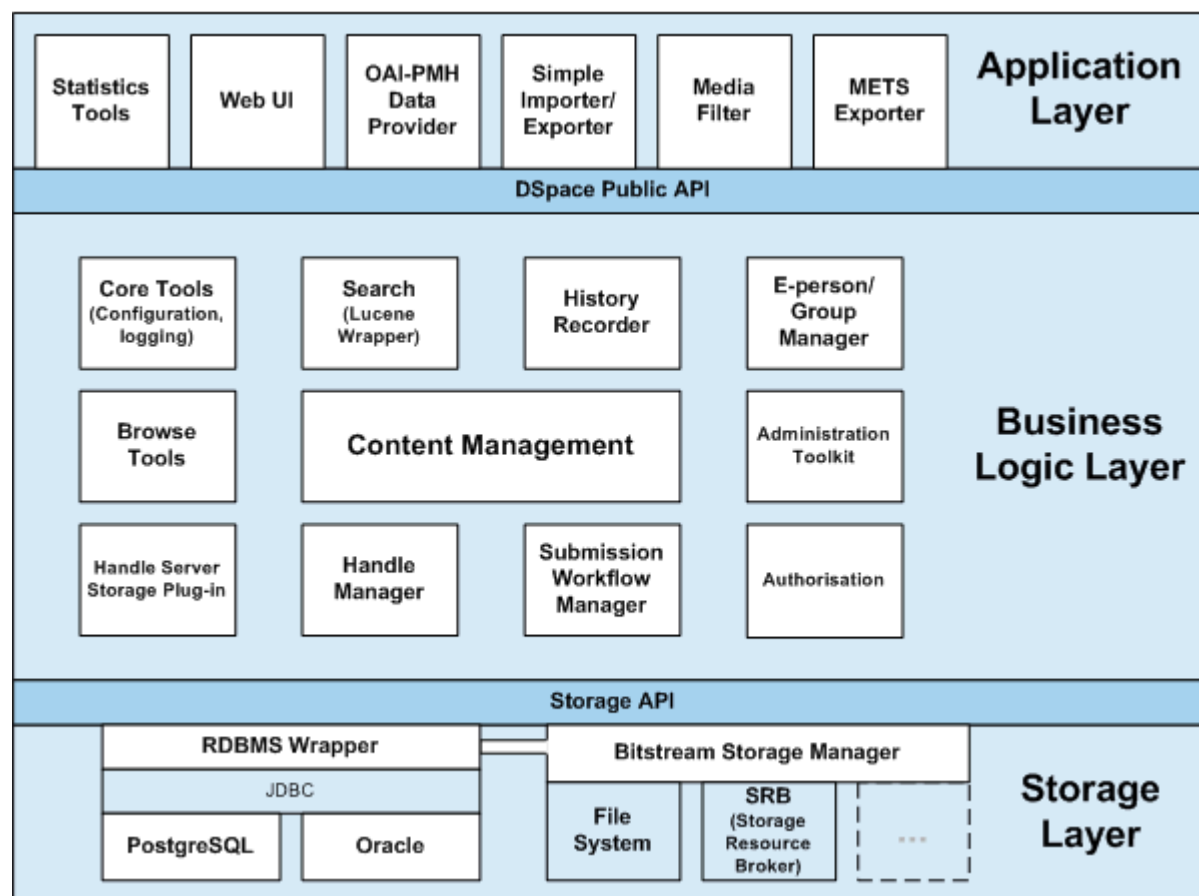 Statistics
Tools
Web UI
OAI-PMH
Data
Provider
Simple
Importer/
Exporter
Media
Filter
METS
Exporter
Application
Layer
DSpace Public API
Core Tools
(Configuration,
logging)
Search
(Lucene
Wrapper)
History
Recorder
E-person/
Group
Manager
Browse
Tools
Content Management
Administration
Toolkit
Business
Logic Layer
Handle Server
Storage Plug-in
Handle
Manager
Submission
Workflow
Manager
Authorisation
Storage API
RDBMS Wrapper
JDBC
PostgreSQL
Oracle
Bitstream Storage Manager
File
System
SRB
(Storage
Resource
Broker)
...
Storage
Layer